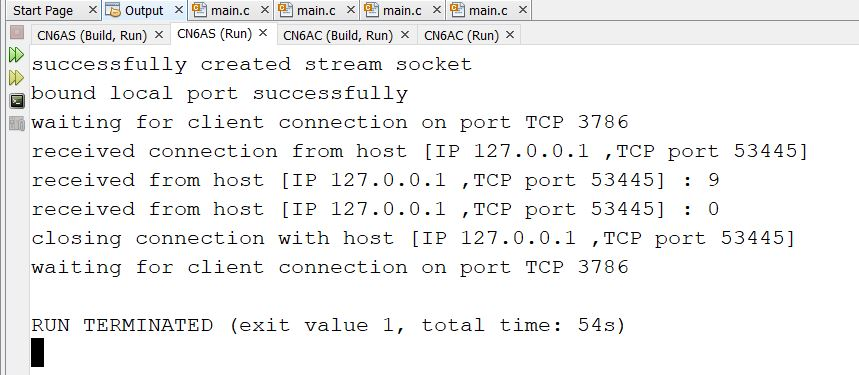 Start Page Output main.c main.c main.c main.c
CN6AS (Build, Run) CN6AS (Run) CN6AC (Build, Run) CN6AC (Run)
successfully created stream socket
bound local port successfully
waiting for client connection on port TCP 3786
received connection from host [IP 127.0.0.1 ,TCP port 53445]
received from host [IP 127.0.0.1 ,TCP port 53445] : 9
received from host [IP 127.0.0.1 ,TCP port 53445] : 0
closing connection with host [IP 127.0.0.1 ,TCP port 53445]
waiting for client connection on port TCP 3786
RUN TERMINATED (exit value 1, total time: 54s)